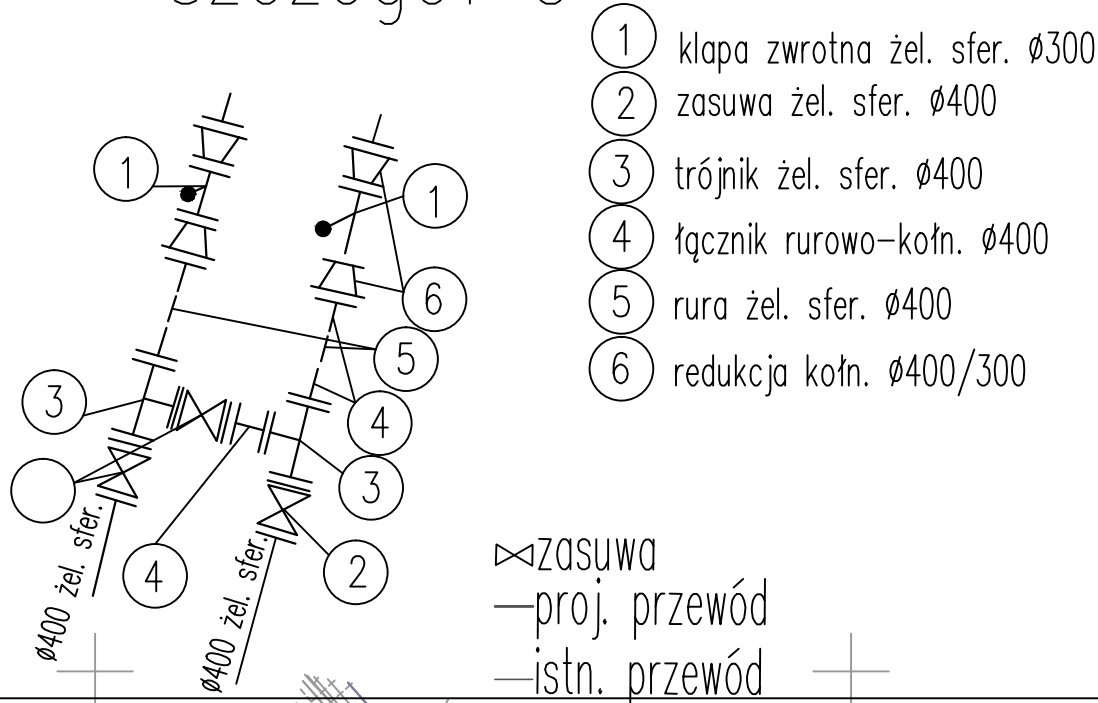 1 klapa zwrotna żel. sfer. Ø300
2 zasuwa żel. sfer. Ø400
3 trójnik żel. sfer. Ø400
4 łącznik rurowo-kołn. Ø400
5 rura żel. sfer. Ø400
6 redukcja kołn. Ø400/300
1
1
6
5
3
4
3
4
2
Ø400 żel. sfer.
Ø400 żel. sfer.
zasuwa
proj. przewód
istn. przewód